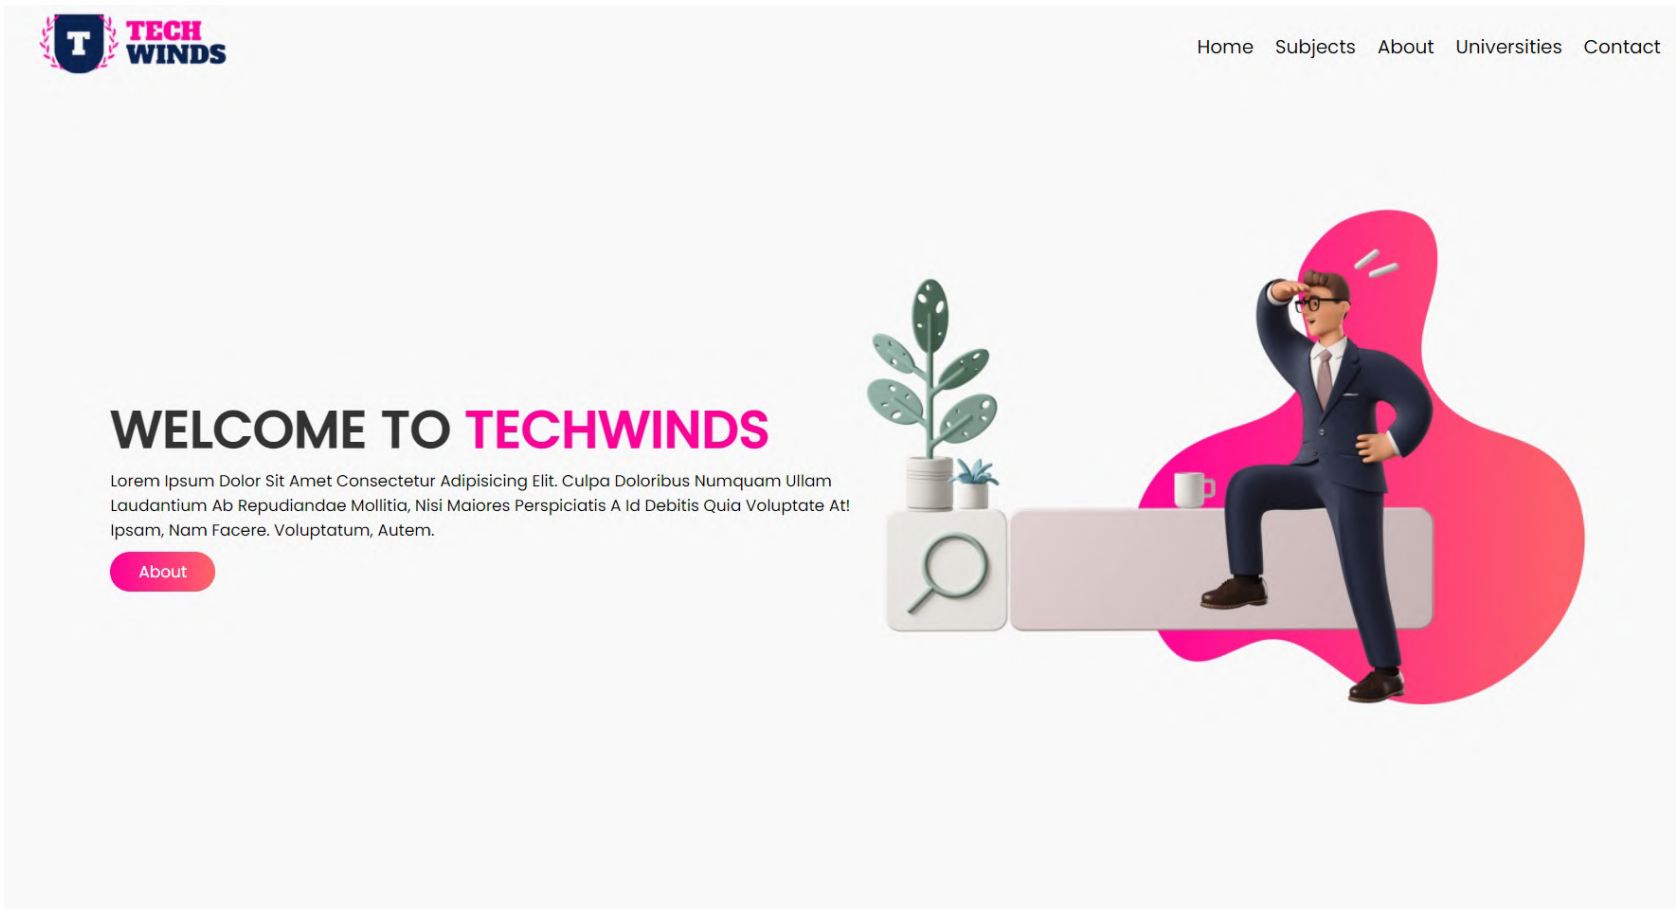 T
TECH
WINDS
Home Subjects About Universities Contact
WELCOME TO TECHWINDS
Lorem Ipsum Dolor Sit Amet Consectetur Adipisicing Elit. Culpa Doloribus Numquam Ullam
Laudantium Ab Repudiandae Mollitia, Nisi Maiores Perspiciatis A Id Debitis Quia Voluptate At!
Ipsam, Nam Facere. Voluptatum, Autem.
About